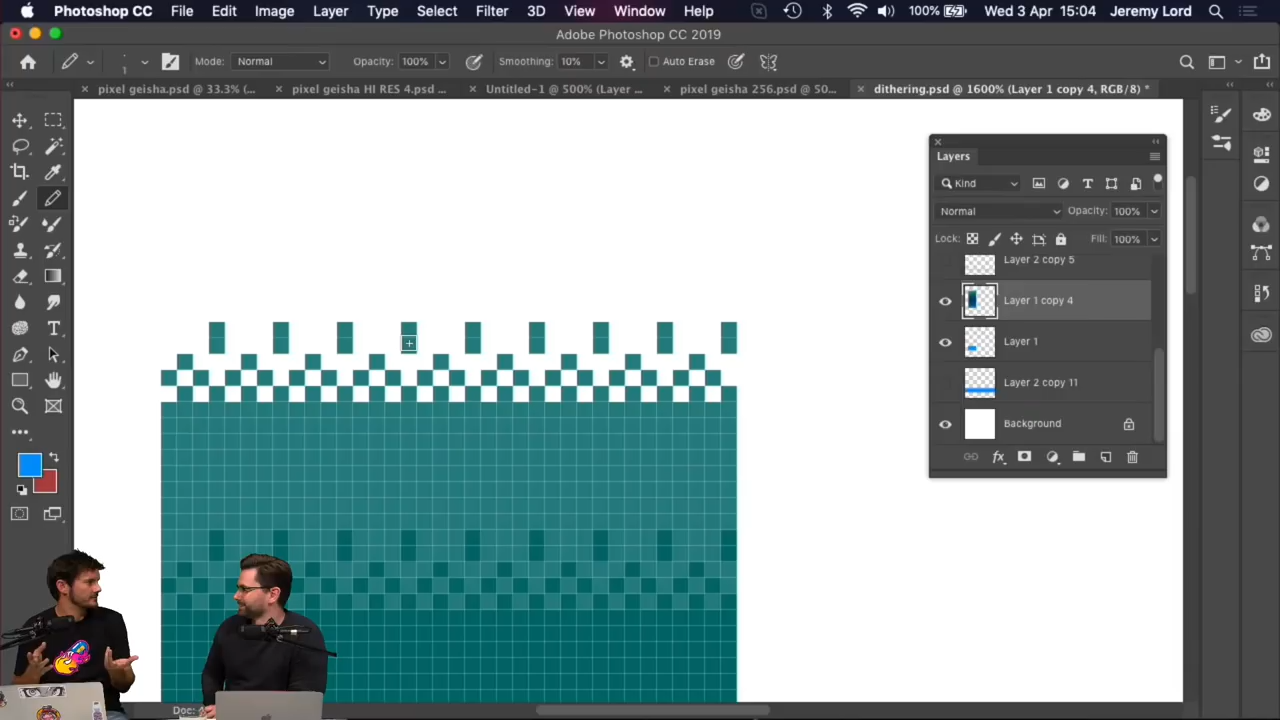 Photoshop CC File Edit Image Layer Type Select Filter 3D View Window Help 100% Wed 3 Apr 15:04 Jeremy Lord
Adobe Photoshop CC 2019
1 Mode: Normal Opacity: 100% Smoothing: 10% Auto Erase
pixel geisha.psd @ 33.3% (... pixel geisha HI RES 4.psd ... Untitled-1 @ 500% (Layer ... pixel geisha 256.psd @ 50... dithering.psd @ 1600% (Layer 1 copy 4, RGB/8) *
Layers
Kind
Normal Opacity: 100%
Lock: Fill: 100%
Layer 2 copy 5
Layer 1 copy 4
Layer 1
Layer 2 copy 11
Background
fx
Doc: